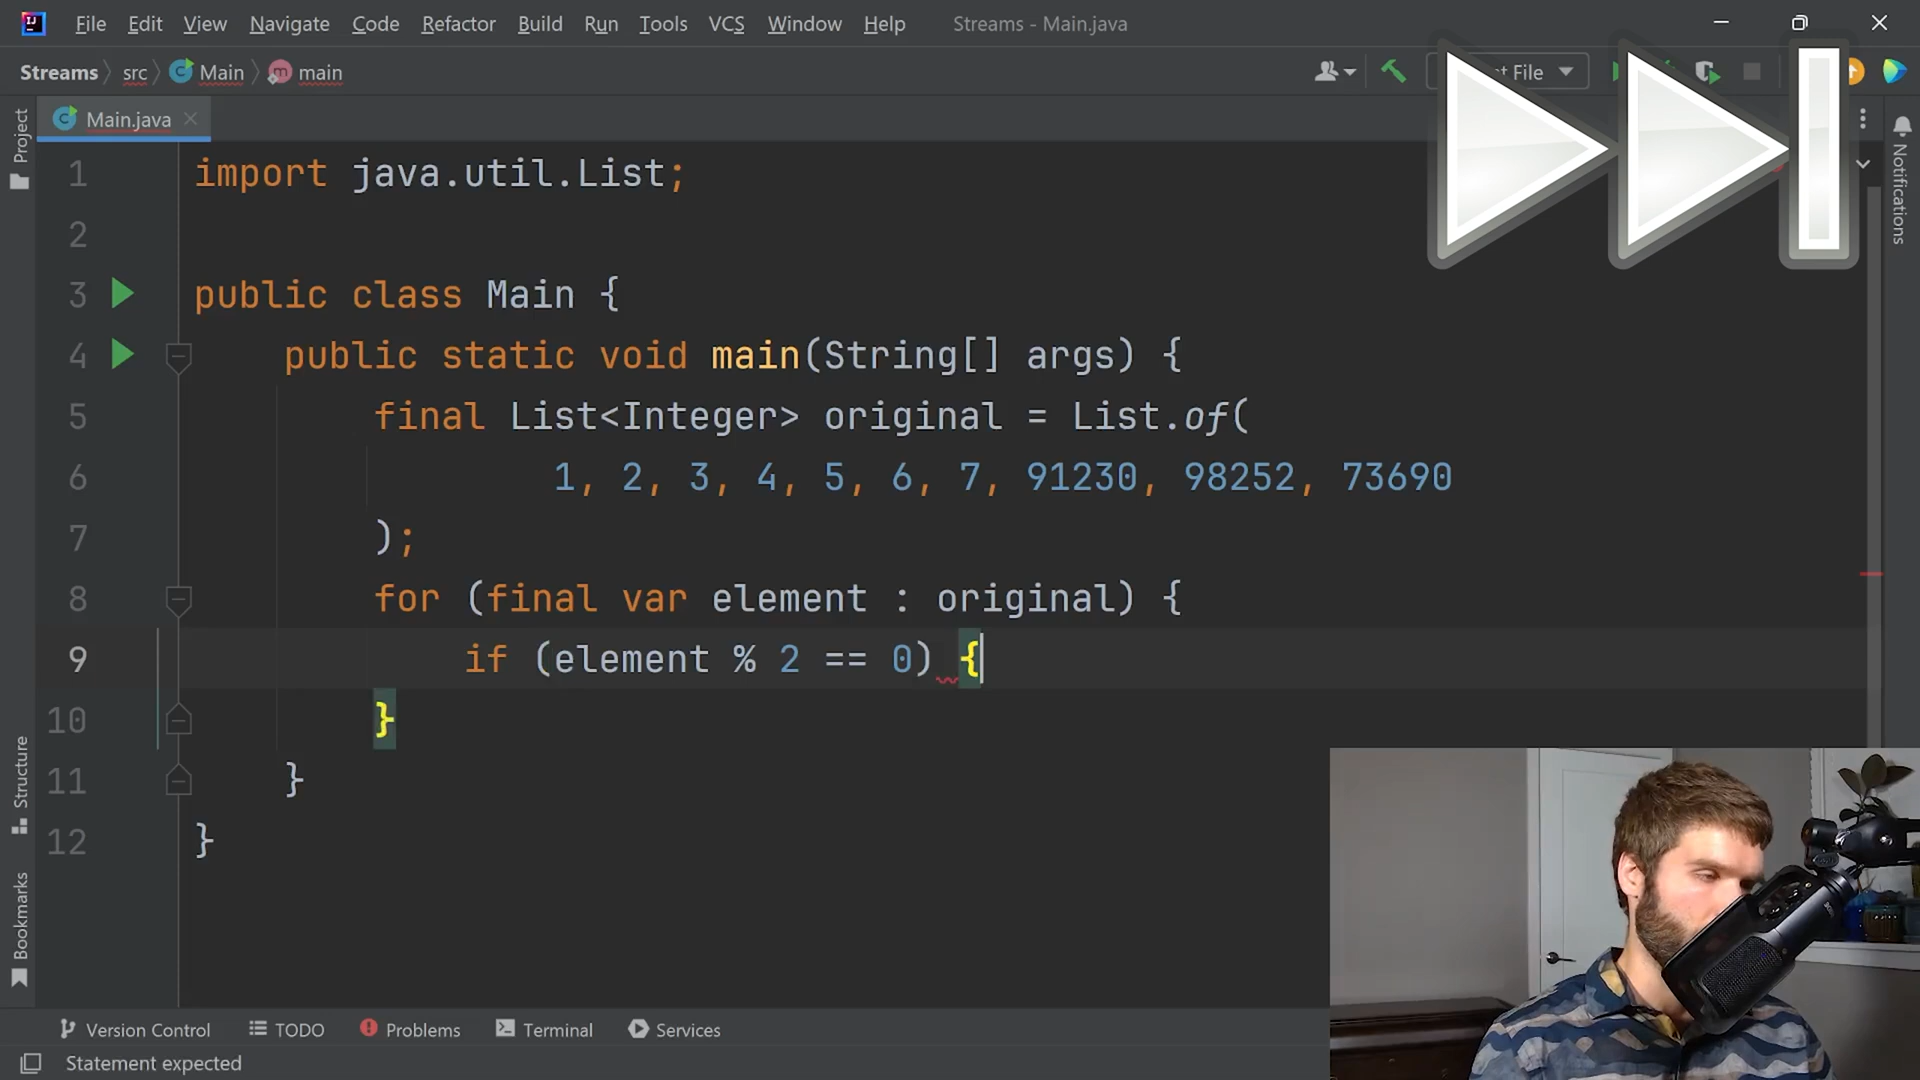 File Edit View Navigate Code Refactor Build Run Tools VCS Window Help Streams - Main.java
Streams src Main main t File
Project Main.java
1 import java.util.List;
2
3 public class Main {
4 public static void main(String[] args) {
5 final List<Integer> original = List.of(
6 1, 2, 3, 4, 5, 6, 7, 91230, 98252, 73690
7 );
8 for (final var element : original) {
9 if (element % 2 == 0) {
10 }
11 }
12 }
Notifications
Structure
Bookmarks
Version Control TODO Problems Terminal Services
Statement expected